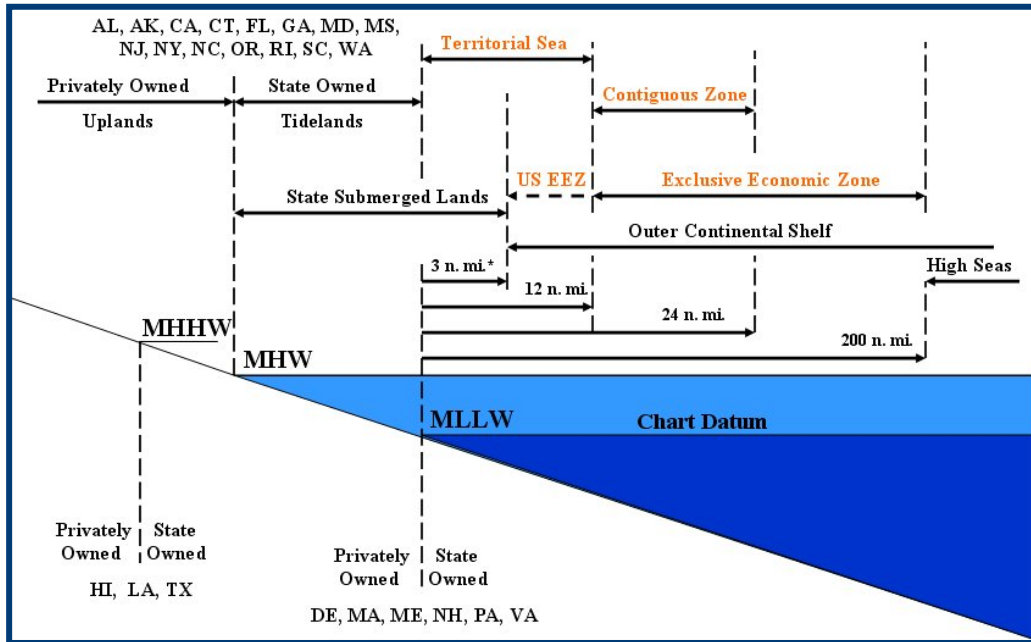 AL, AK, CA, CT, FL, GA, MD, MS,
NJ, NY, NC, OR, RI, SC, WA
Territorial Sea
Privately Owned
State Owned
Contiguous Zone
Uplands
Tidelands
US EEZ
Exclusive Economic Zone
State Submerged Lands
Outer Continental Shelf
3 n. mi.*
High Seas
12 n. mi.
24 n. mi.
MHHW
200 n. mi.
MHW
MLLW
Chart Datum
Privately
Owned
State
Owned
HI, LA, TX
Privately
Owned
State
Owned
DE, MA, ME, NH, PA, VA